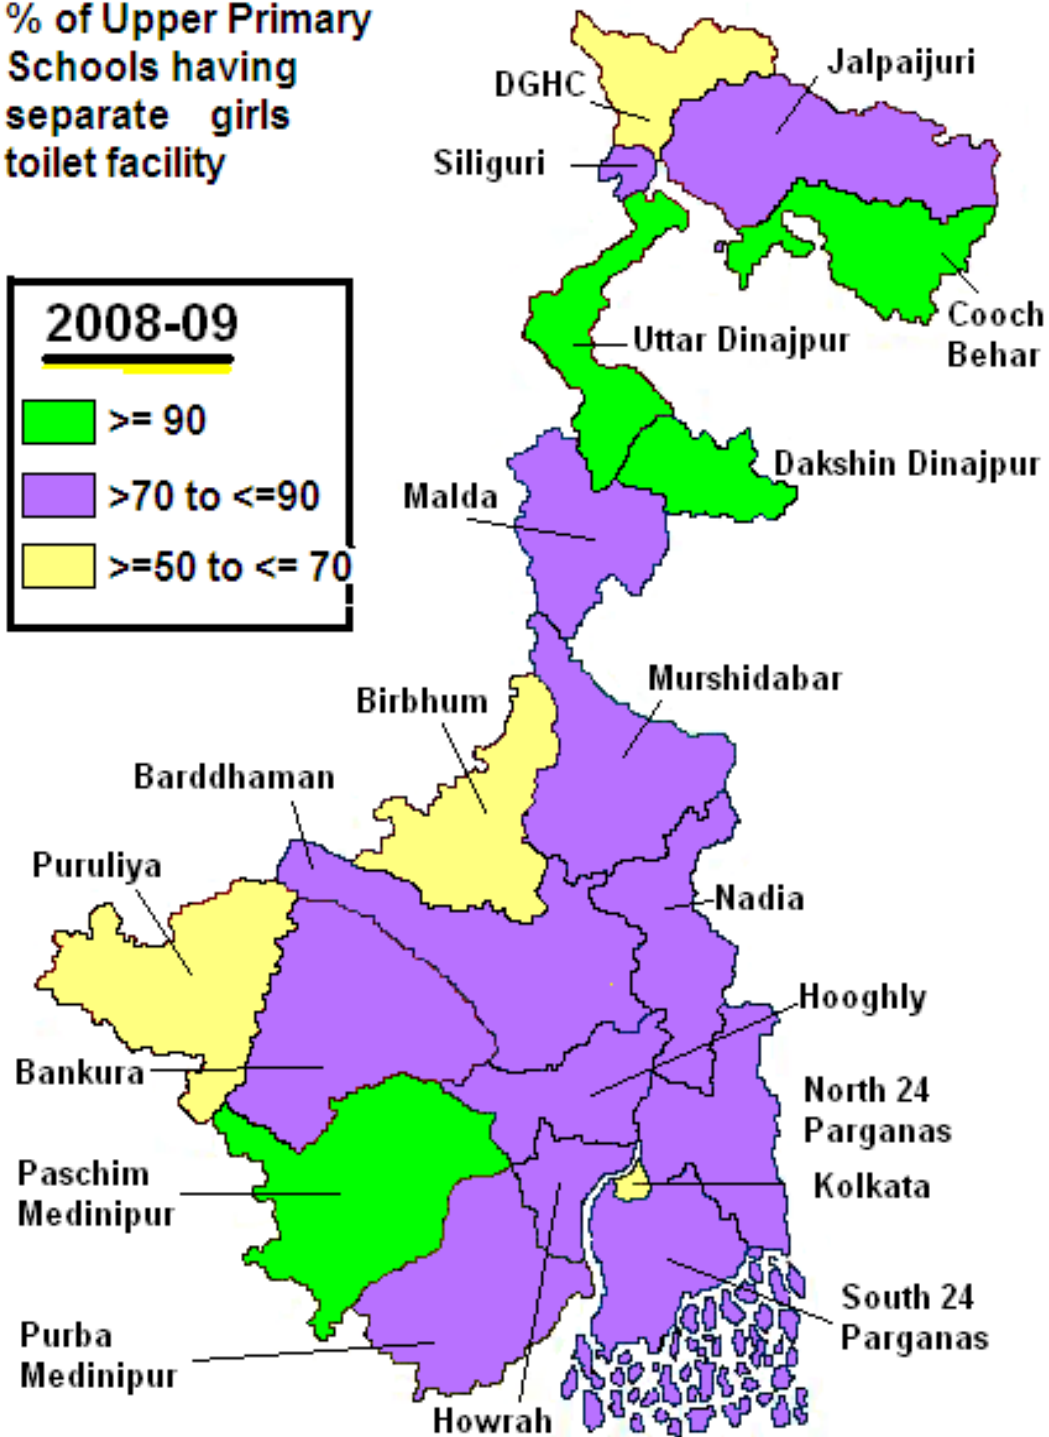 % of Upper Primary
Schools having
separate girls
toilet facility
DGHC
Jalpaijuri
Siliguri
2008-09
Cooch
Behar
Uttar Dinajpur
>= 90
Dakshin Dinajpur
>70 to <=90
Malda
>=50 to <= 70
Murshidabar
Birbhum
Barddhaman
Puruliya
Nadia
Hooghly
Bankura
North 24
Parganas
Paschim
Medinipur
Kolkata
South 24
Parganas
Purba
Medinipur
Howrah